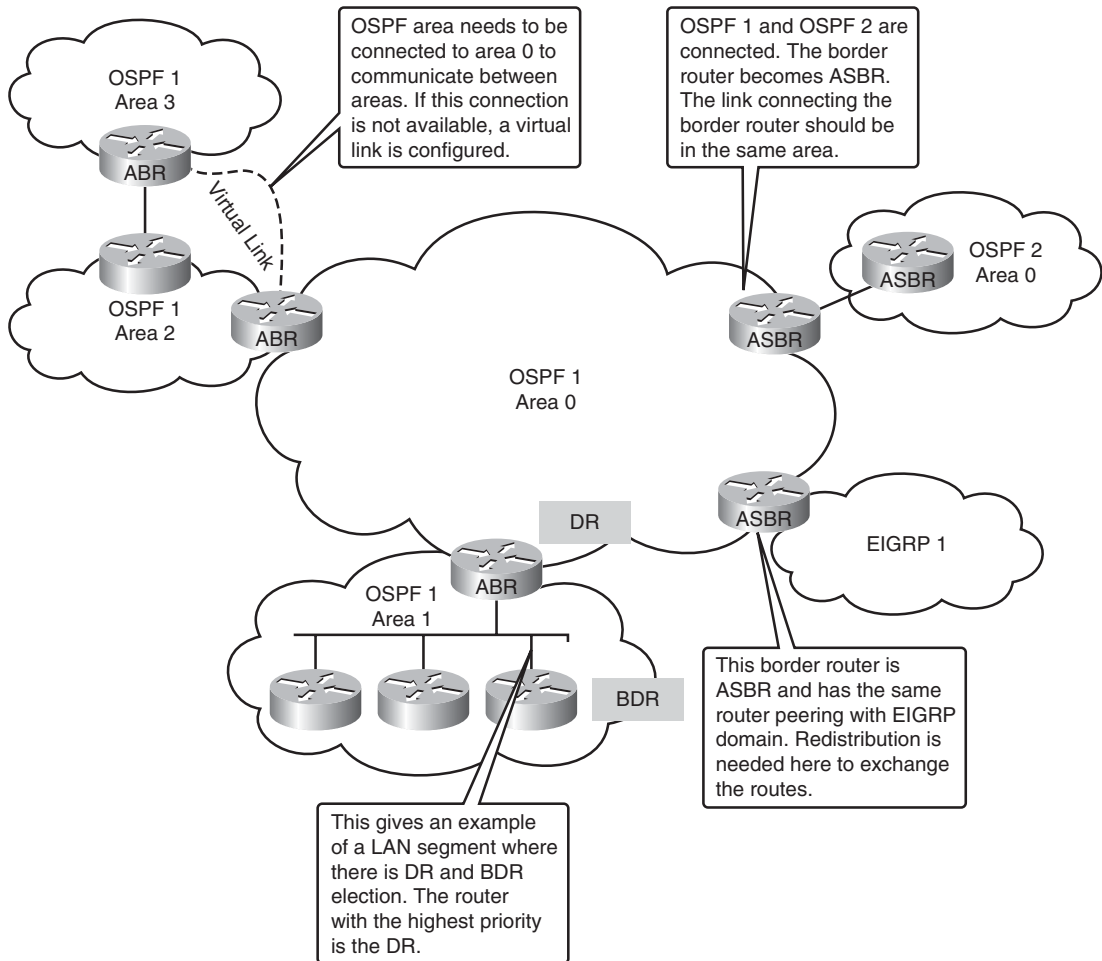 OSPF area needs to be
connected to area 0 to
communicate between
areas. If this connection
is not available, a virtual
link is configured.
OSPF 1 and OSPF 2 are
connected. The border
router becomes ASBR.
The link connecting the
border router should be
in the same area.
OSPF 1
Area 3
ABR
Virtual Link
OSPF 1
Area 2
ABR
OSPF 1
Area 0
ASBR
ASBR
OSPF 2
Area 0
ASBR
EIGRP 1
DR
ABR
OSPF 1
Area 1
BDR
This border router is
ASBR and has the same
router peering with EIGRP
domain. Redistribution is
needed here to exchange
the routes.
This gives an example
of a LAN segment where
there is DR and BDR
election. The router
with the highest priority
is the DR.